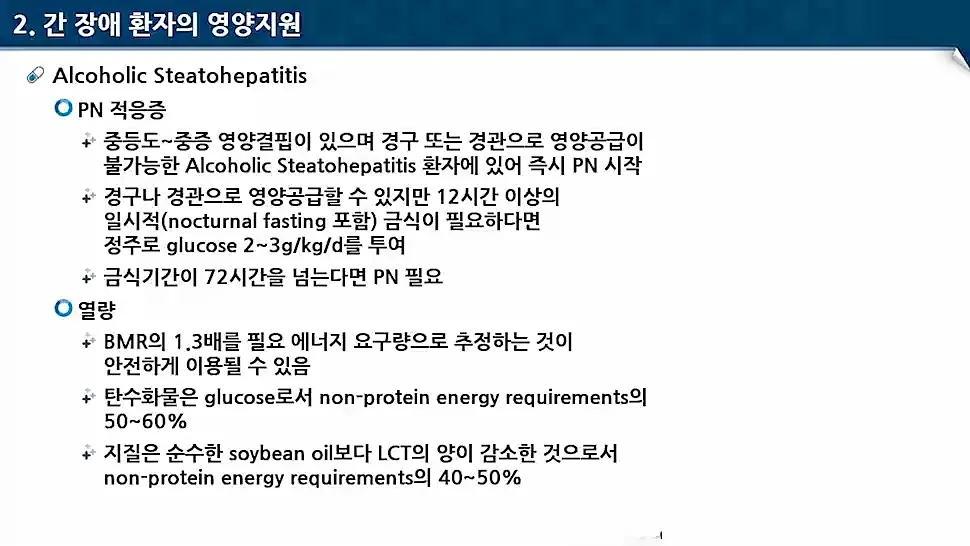 2. 간 장애 환자의 영양지원
Alcoholic Steatohepatitis
PN 적응증
중등도~중증 영양결핍이 있으며 경구 또는 경관으로 영양공급이
불가능한 Alcoholic Steatohepatitis 환자에 있어 즉시 PN 시작
경구나 경관으로 영양공급할 수 있지만 12시간 이상의
일시적(nocturnal fasting 포함) 금식이 필요하다면
정주로 glucose 2~3g/kg/d를 투여
금식기간이 72시간을 넘는다면 PN 필요
열량
BMR의 1.3배를 필요 에너지 요구량으로 추정하는 것이
안전하게 이용될 수 있음
탄수화물은 glucose로서 non-protein energy requirements의
50~60%
지질은 순수한 soybean oil보다 LCT의 양이 감소한 것으로서
non-protein energy requirements의 40~50%